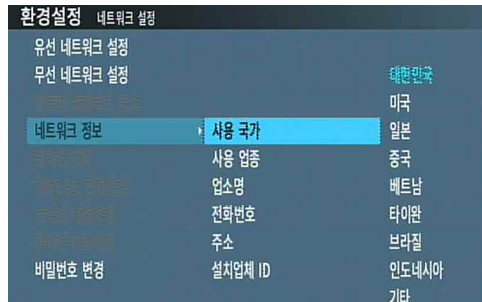 환경설정 네트워크 설정
유선 네트워크 설정
무선 네트워크 설정
대한민국
미국
네트워크 정보 사용 국가 일본
사용 업종 중국
업소명 베트남
전화번호 타이완
주소 브라질
비밀번호 변경 설치업체 ID 인도네시아
기타